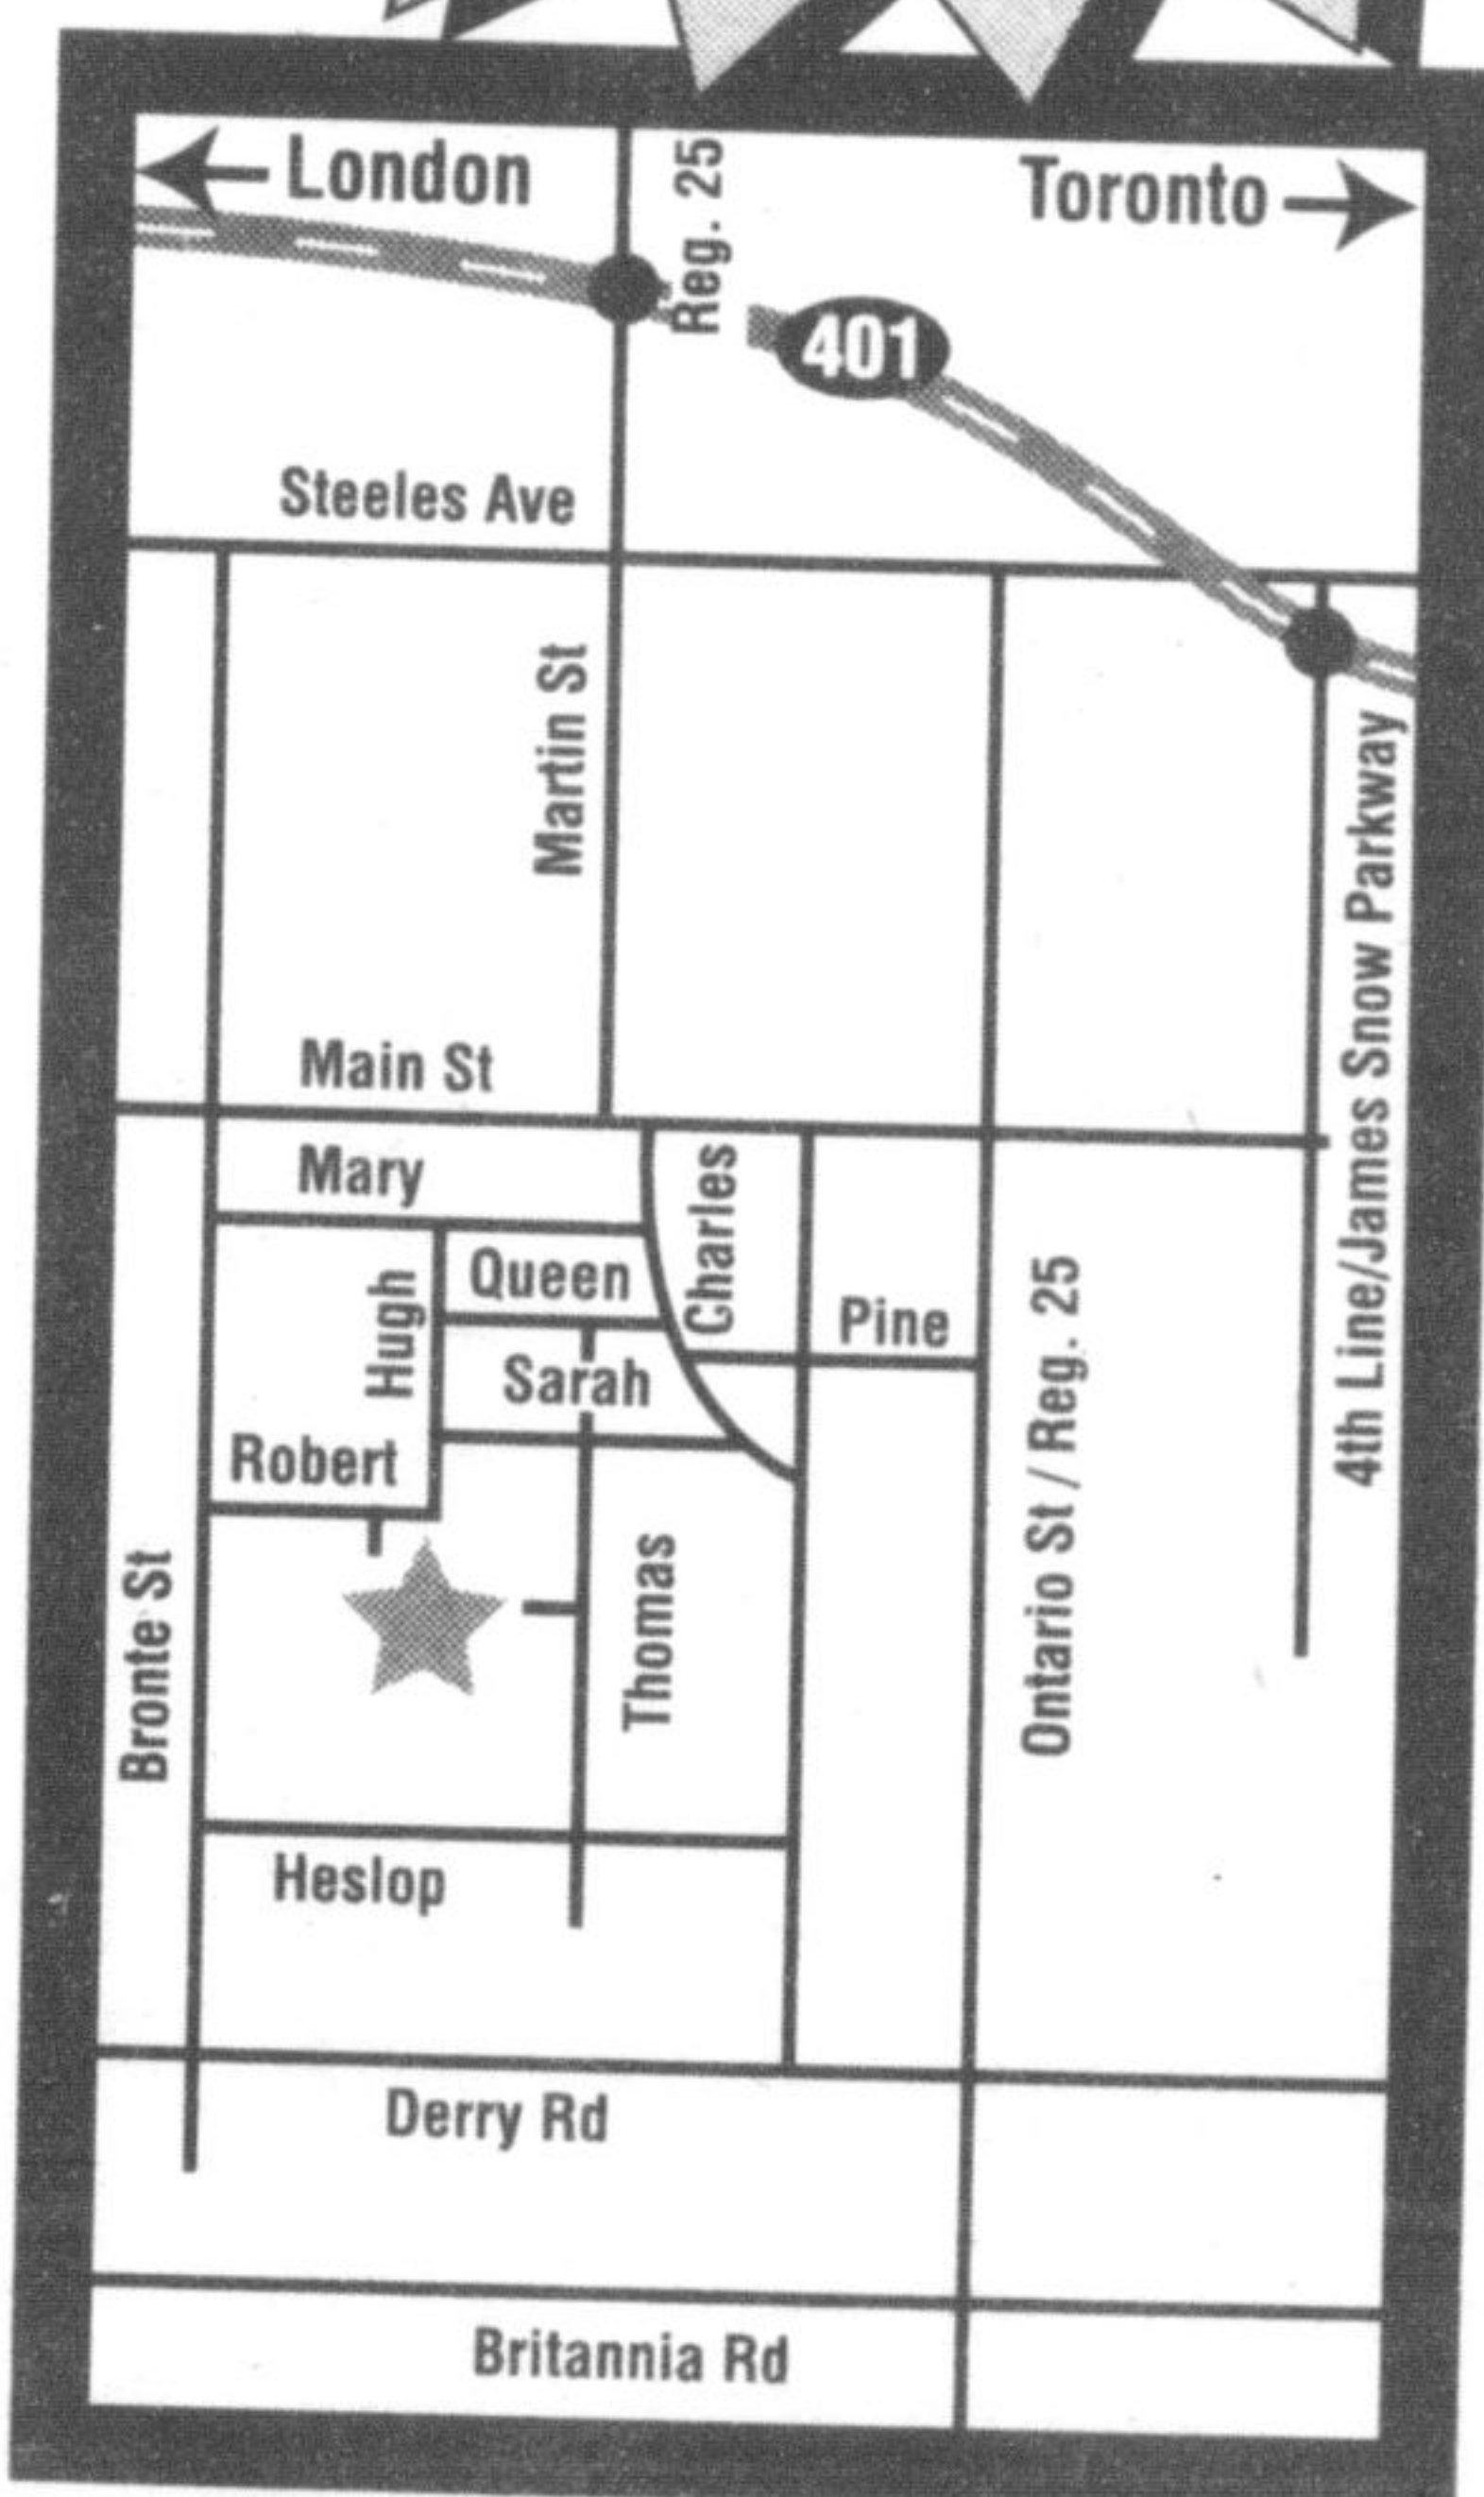 London
Toronto
Reg. 25
401
Steeles Ave
Martin St
4th Line/James Snow Parkway
Main St
Mary
Charles
Queen
Hugh
Pine
Sarah
Robert
Ontario St / Reg. 25
Bronte St
Thomas
Heslop
Derry Rd
Britannia Rd